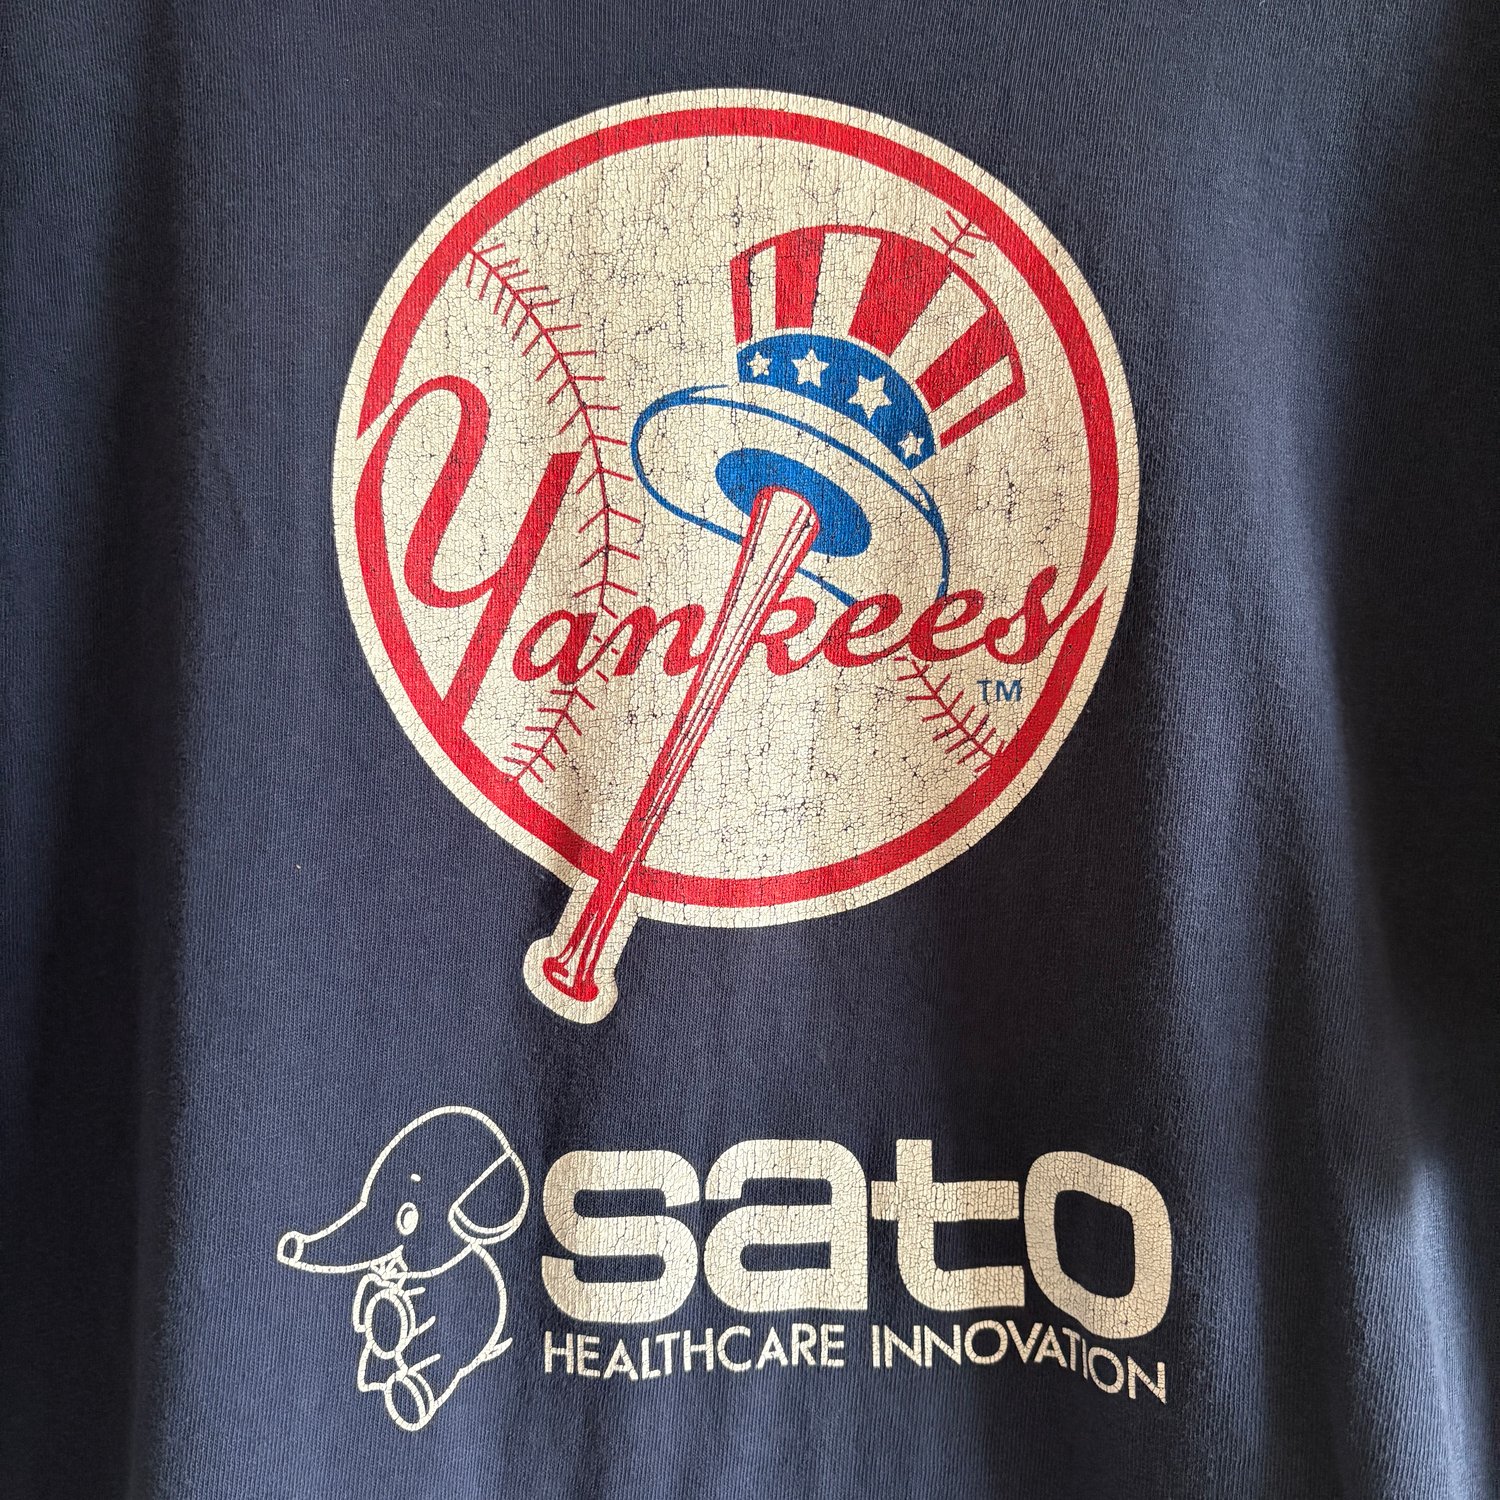 Yankees
TM
sato
HEALTHCARE INNOVATION